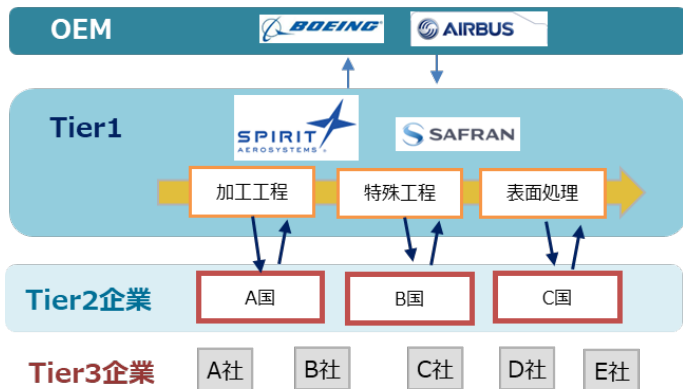 OEM
BOEING
AIRBUS
Tier1
SPIRIT
AEROSYSTEMS
SAFRAN
加工工程
特殊工程
表面処理
Tier2企業
A国
B国
C国
Tier3企業
A社
B社
C社
D社
E社